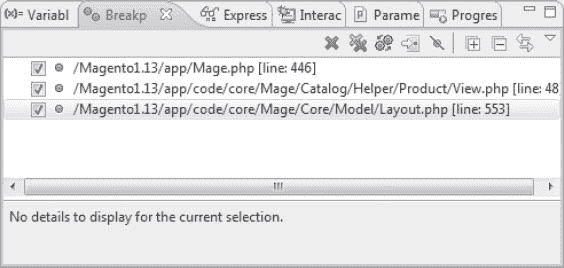 (x)= Variabl Breakp Express Interac Parame Progres
/Magento1.13/app/Mage.php [line: 446]
/Magento1.13/app/code/core/Mage/Catalog/Helper/Product/View.php [line: 48
/Magento1.13/app/code/core/Mage/Core/Model/Layout.php [line: 553]
No details to display for the current selection.